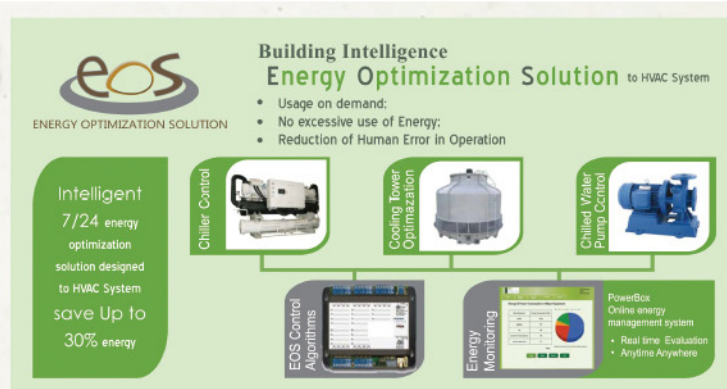 eos
ENERGY OPTIMIZATION SOLUTION
Building Intelligence
Energy Optimization Solution to HVAC System
• Usage on demand;
• No excessive use of Energy;
• Reduction of Human Error in Operation
Intelligent
7/24 energy
optimization
solution designed
to HVAC System
save Up to
30% energy
Chiller Control
Cooling Tower
Optimazation
Chilled Water
Pump Control
EOS Control
Algorithms
Energy
Monitoring
PowerBox
Online energy
management system
• Real time Evaluation
• Anytime Anywhere